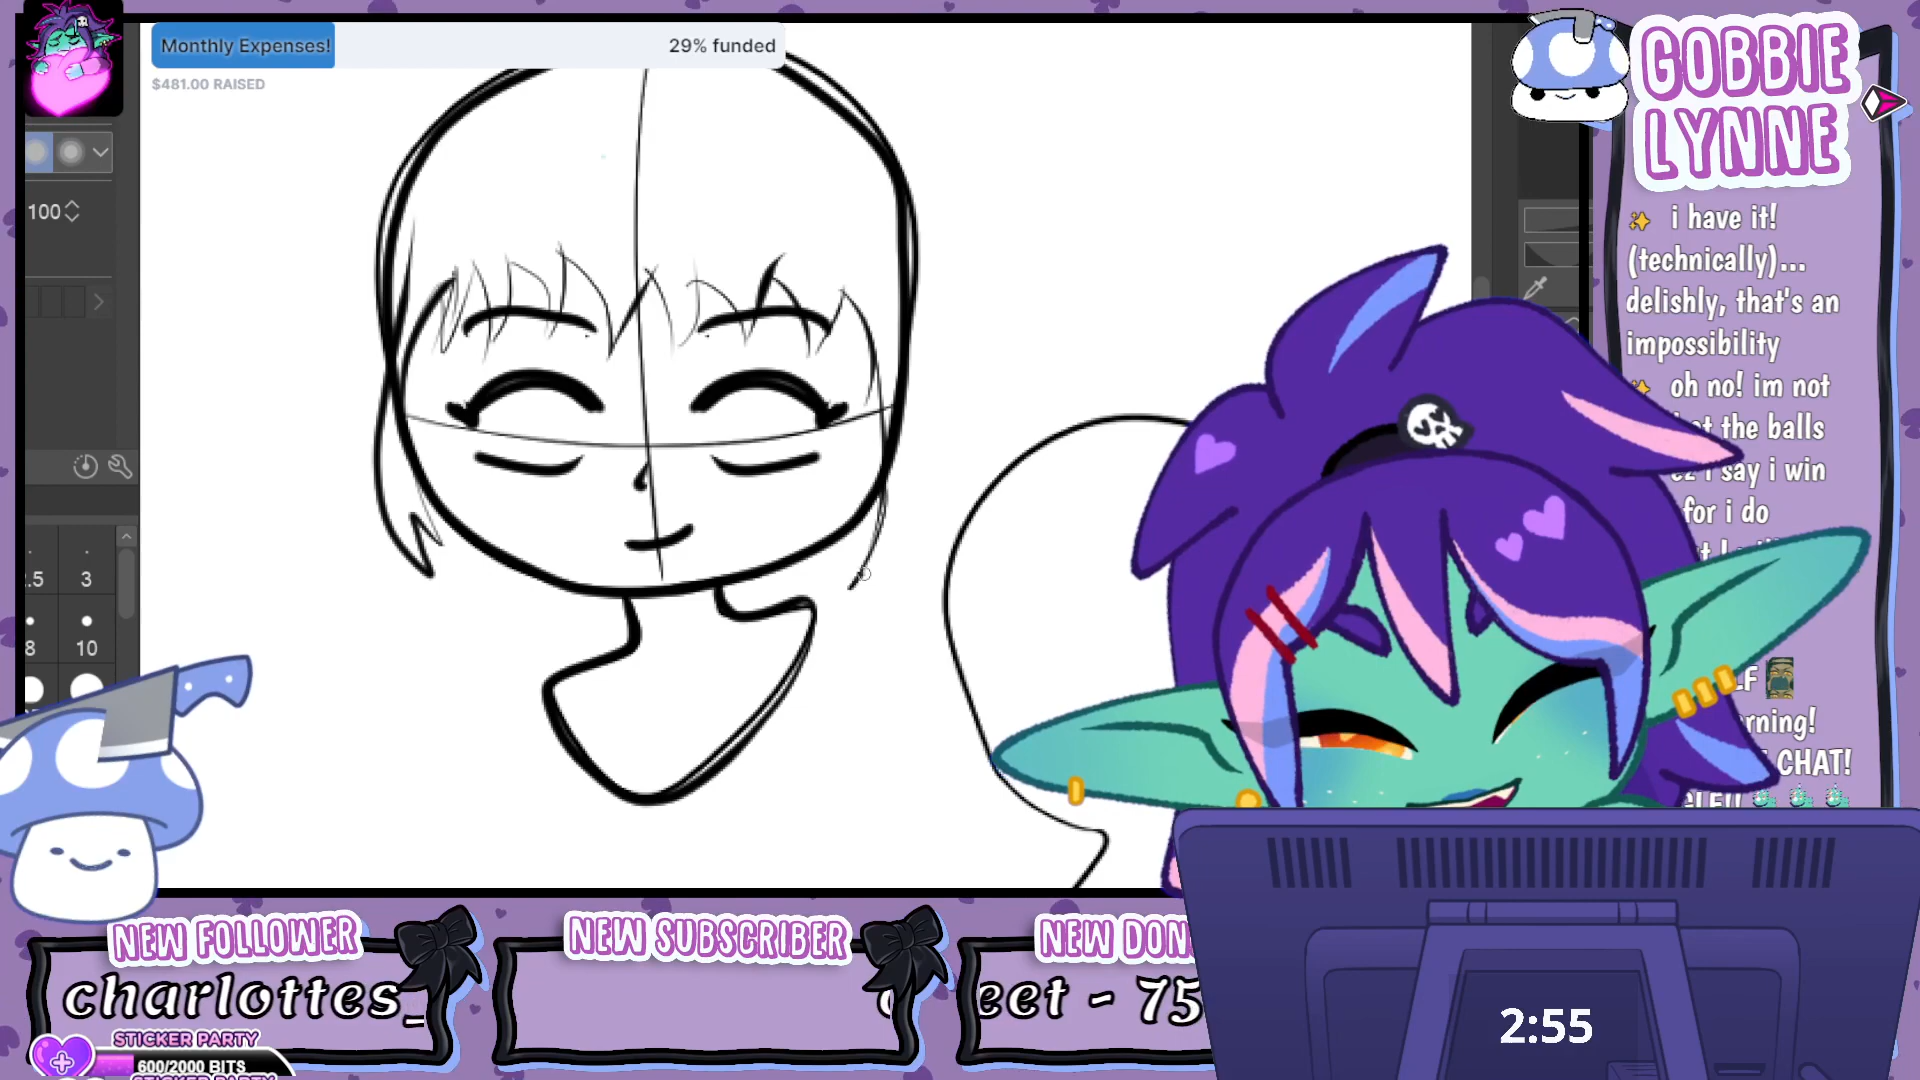 Monthly Expenses!
29% funded
$481.00 RAISED
100
3
8
10
GOBBIE
LYNNE
i have it!
(technically)...
delishly, that's an
impossibility
oh no! im not
the balls
say i win
for i do
CHAT!
NEW FOLLOWER
charlottes_
NEW SUBSCRIBER
NEW DON
eet - 75
STICKER PARTY
600/2000 BITS
2:55